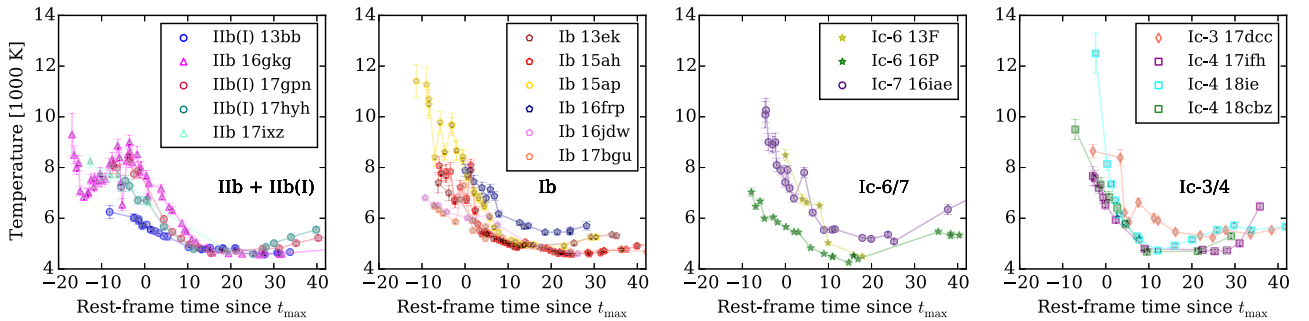 Temperature [1000 K]
14
12
10
8
6
4
−20 −10 0 10 20 30 40
Rest-frame time since tmax
IIb(I) 13bb
IIb 16gkg
IIb(I) 17gpn
IIb(I) 17hyh
IIb 17ixz
IIb + IIb(I)
14
12
10
8
6
4
−20 −10 0 10 20 30 40
Rest-frame time since tmax
Ib 13ek
Ib 15ah
Ib 15ap
Ib 16frp
Ib 16jdw
Ib 17bgu
Ib
14
12
10
8
6
4
−20 −10 0 10 20 30 40
Rest-frame time since tmax
Ic-6 13F
Ic-6 16P
Ic-7 16iae
Ic-6/7
14
12
10
8
6
4
−20 −10 0 10 20 30 40
Rest-frame time since tmax
Ic-3 17dcc
Ic-4 17ifh
Ic-4 18ie
Ic-4 18cbz
Ic-3/4